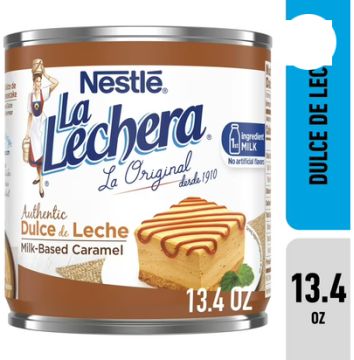 Nestlé®
La
Lechera®
La Original
desde 1910
1st Ingredient
MILK
No artificial flavors
Authentic
Dulce de Leche
Milk-Based Caramel
13.4 OZ
DULCE DE LEC
13.4
OZ